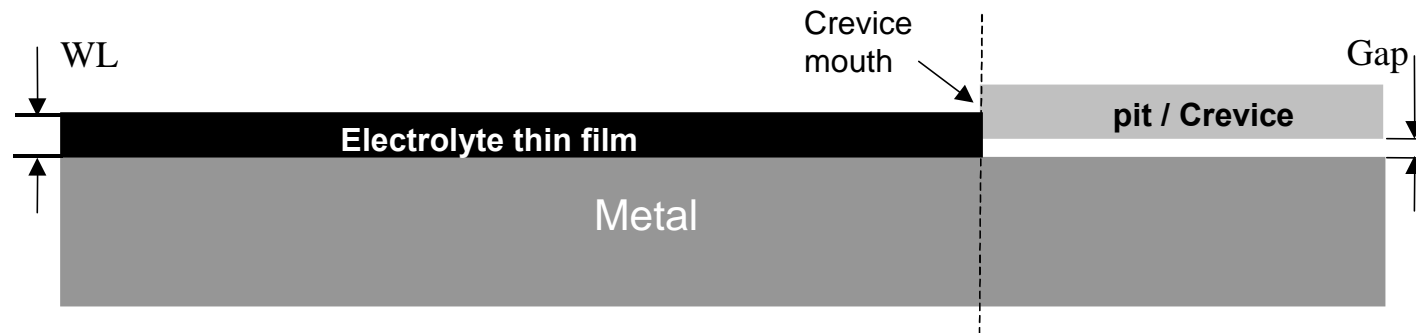 WL
Crevice
mouth
Gap
pit / Crevice
Electrolyte thin film
Metal